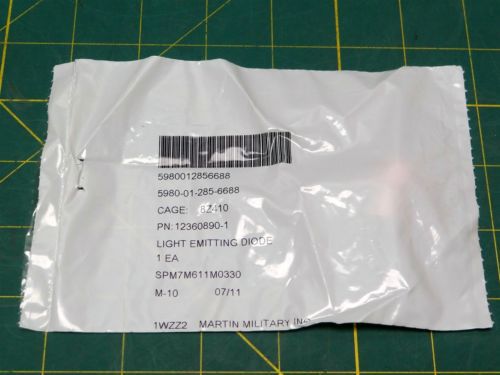 5980012856688
5980-01-285-6688
CAGE: 8Z410
PN: 12360890-1
LIGHT EMITTING DIODE
1 EA
SPM7M611M0330
M-10 07/11
1WZZ2 MARTIN MILITARY INC